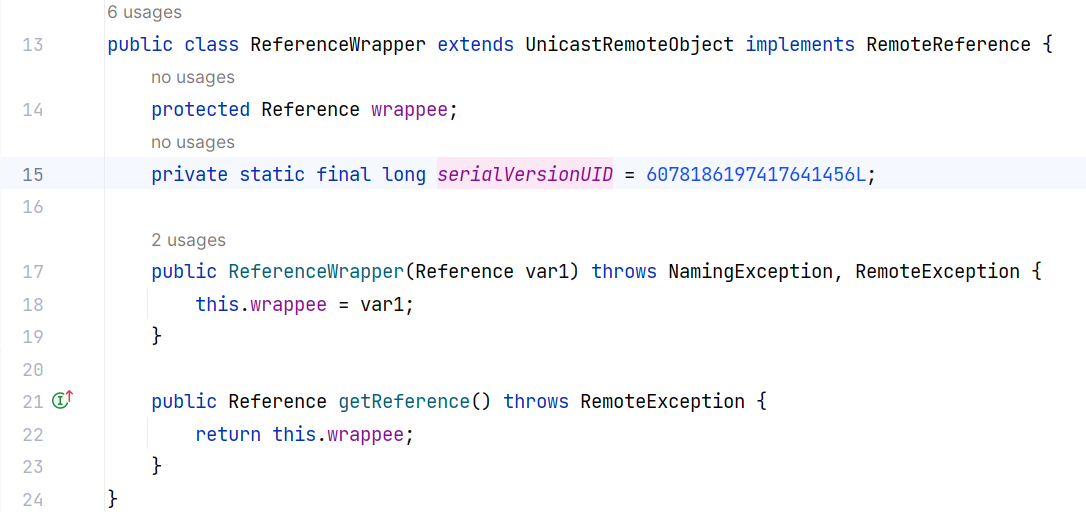 6 usages
13 public class ReferenceWrapper extends UnicastRemoteObject implements RemoteReference {
no usages
14 protected Reference wrappee;
no usages
15 private static final long serialVersionUID = 6078186197417641456L;
16
2 usages
17 public ReferenceWrapper(Reference var1) throws NamingException, RemoteException {
18 this.wrappee = var1;
19 }
20
21 public Reference getReference() throws RemoteException {
22 return this.wrappee;
23 }
24 }